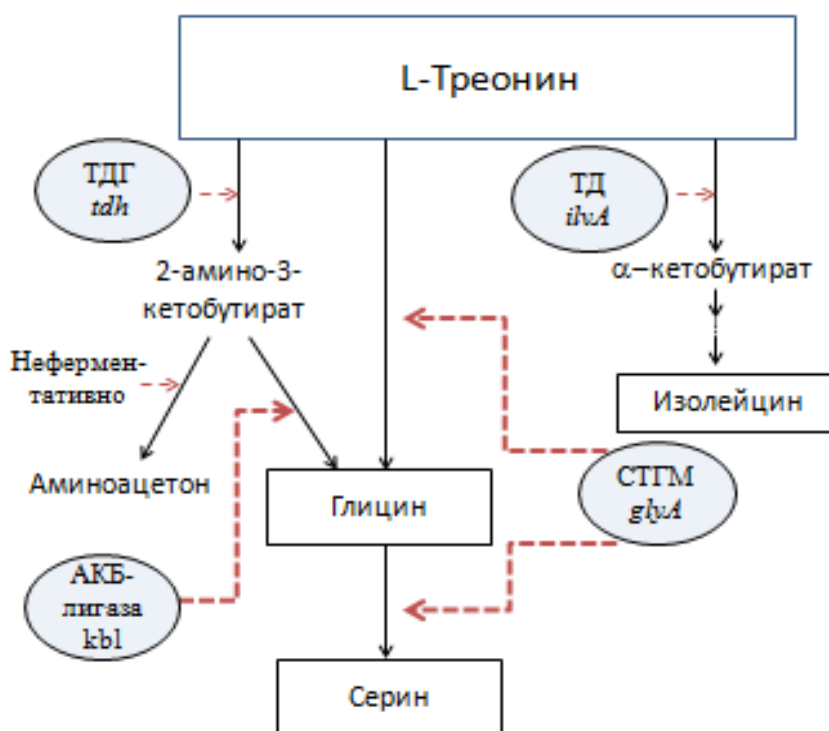 L-Треонин
ТДГ
tdh
ТД
ilvA
2-амино-3-
кетобутират
α–кетобутират
Нефермен-
тативно
Изолейцин
Аминоацетон
Глицин
СТГМ
glyA
АКБ-
лигаза
kbl
Серин